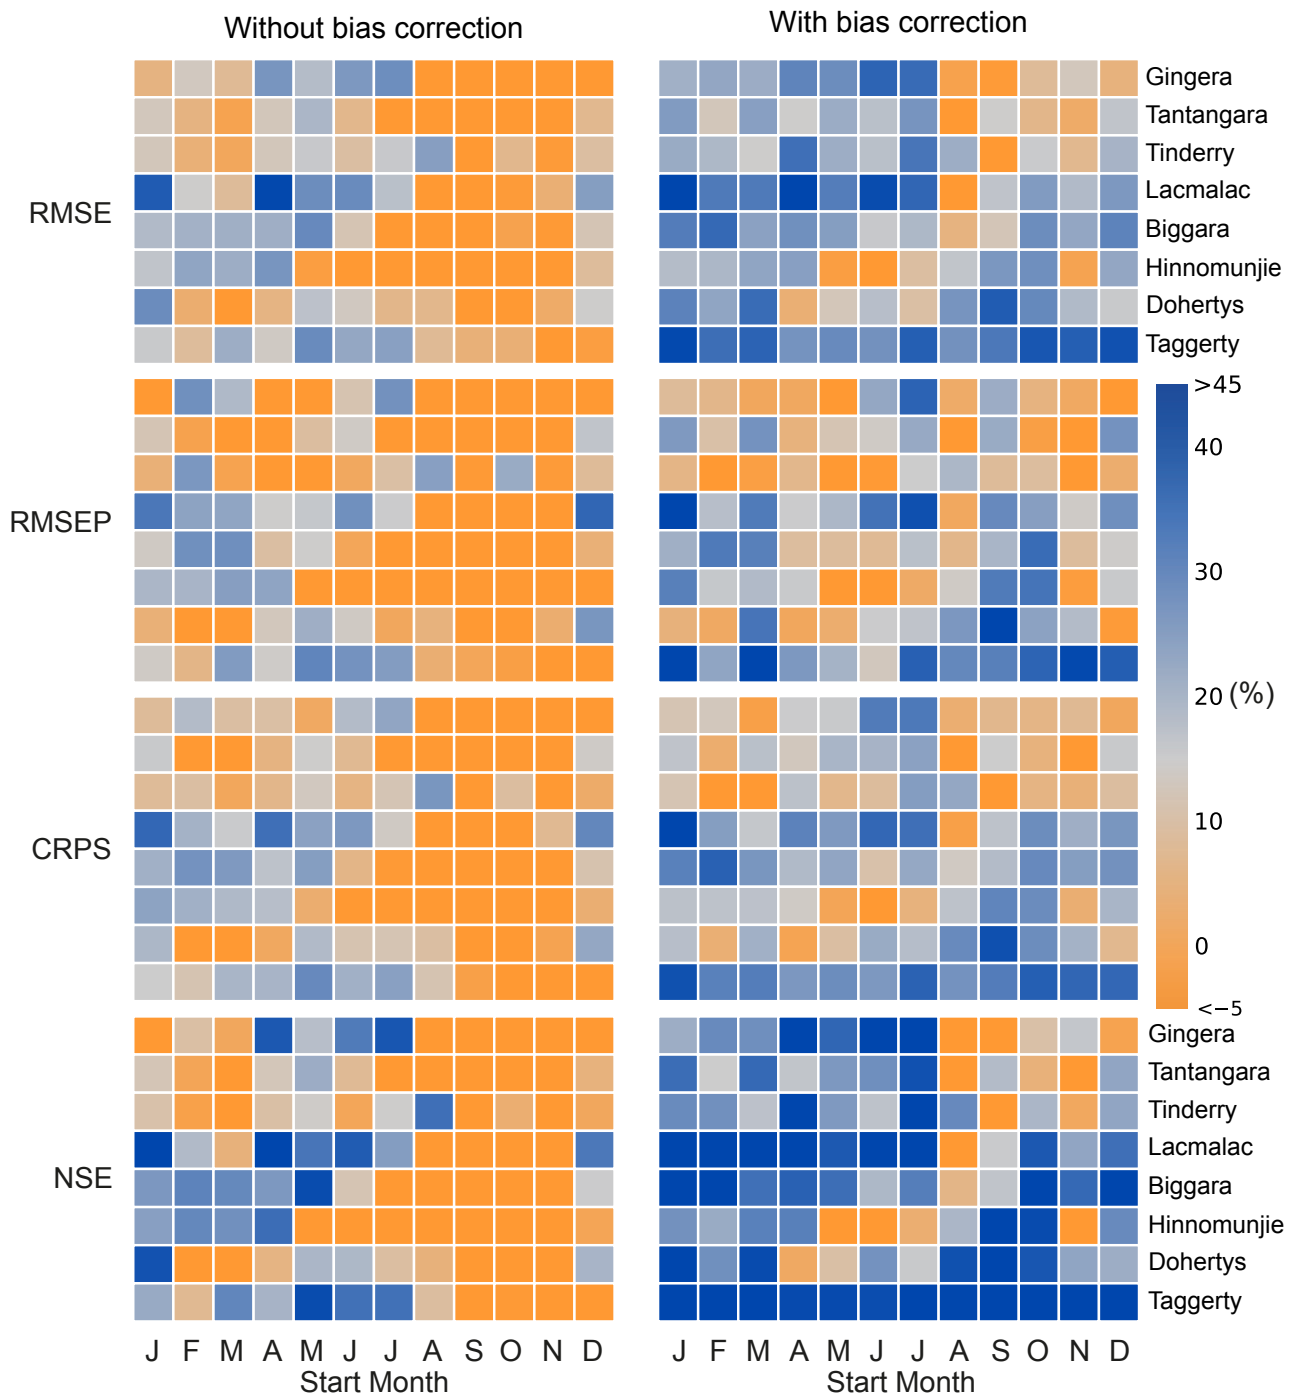 Without bias correction
With bias correction
RMSE
Gingera
Tantangara
Tinderry
Lacmalac
Biggara
Hinnomunjie
Dohertys
Taggerty
RMSEP
>45
40
30
20 (%)
10
0
<−5
CRPS
NSE
Gingera
Tantangara
Tinderry
Lacmalac
Biggara
Hinnomunjie
Dohertys
Taggerty
J F M A M J J A S O N D
J F M A M J J A S O N D
Start Month
Start Month